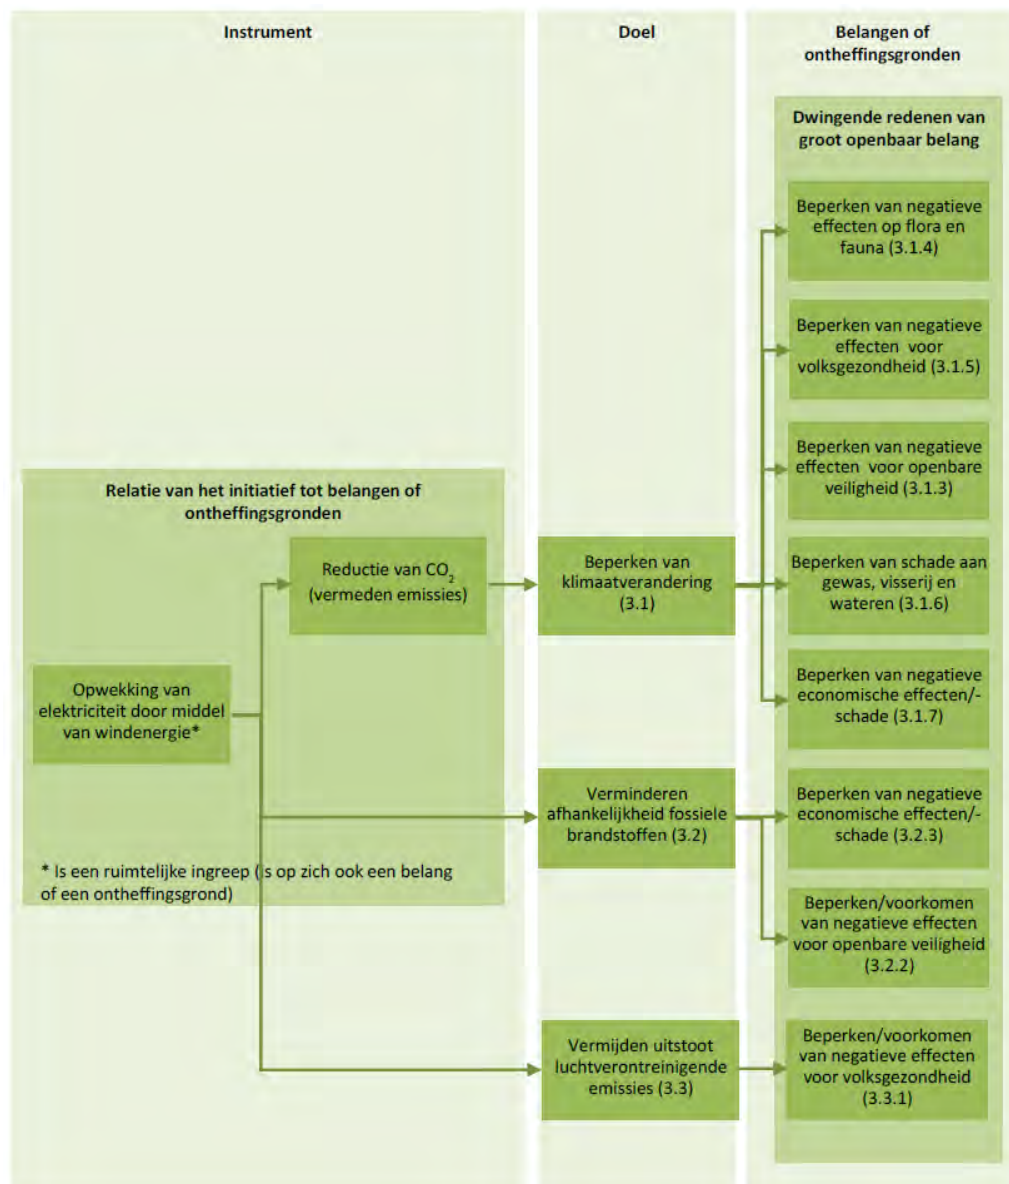 Instrument
Doel
Belangen of
ontheffingsgronden
Dwingende redenen van
groot openbaar belang
Beperken van negatieve
effecten op flora en
fauna (3.1.4)
Beperken van negatieve
effecten voor
volksgezondheid (3.1.5)
Beperken van negatieve
effecten voor openbare
veiligheid (3.1.3)
Relatie van het initiatief tot belangen of
ontheffingsgronden
Reductie van CO₂
(vermeden emissies)
Beperken van
klimaatverandering
(3.1)
Beperken van schade aan
gewas, visserij en
wateren (3.1.6)
Opwekking van
elektriciteit door middel
van windenergie*
Beperken van negatieve
economische effecten/-
schade (3.1.7)
Verminderen
afhankelijkheid fossiele
brandstoffen (3.2)
Beperken van negatieve
economische effecten/-
schade (3.2.3)
* Is een ruimtelijke ingreep (is op zich ook een belang
of een ontheffingsgrond)
Beperken/voorkomen
van negatieve effecten
voor openbare veiligheid
(3.2.2)
Vermijden uitstoot
luchtverontreinigende
emissies (3.3)
Beperken/voorkomen
van negatieve effecten
voor volksgezondheid
(3.3.1)